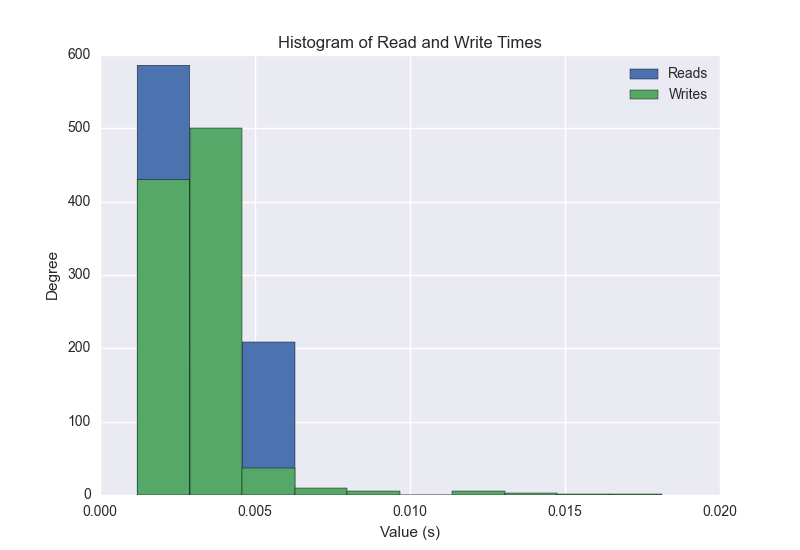 Histogram of Read and Write Times
600
500
400
300
200
100
0
Degree
Reads
Writes
0.000
0.005
0.010
0.015
0.020
Value (s)